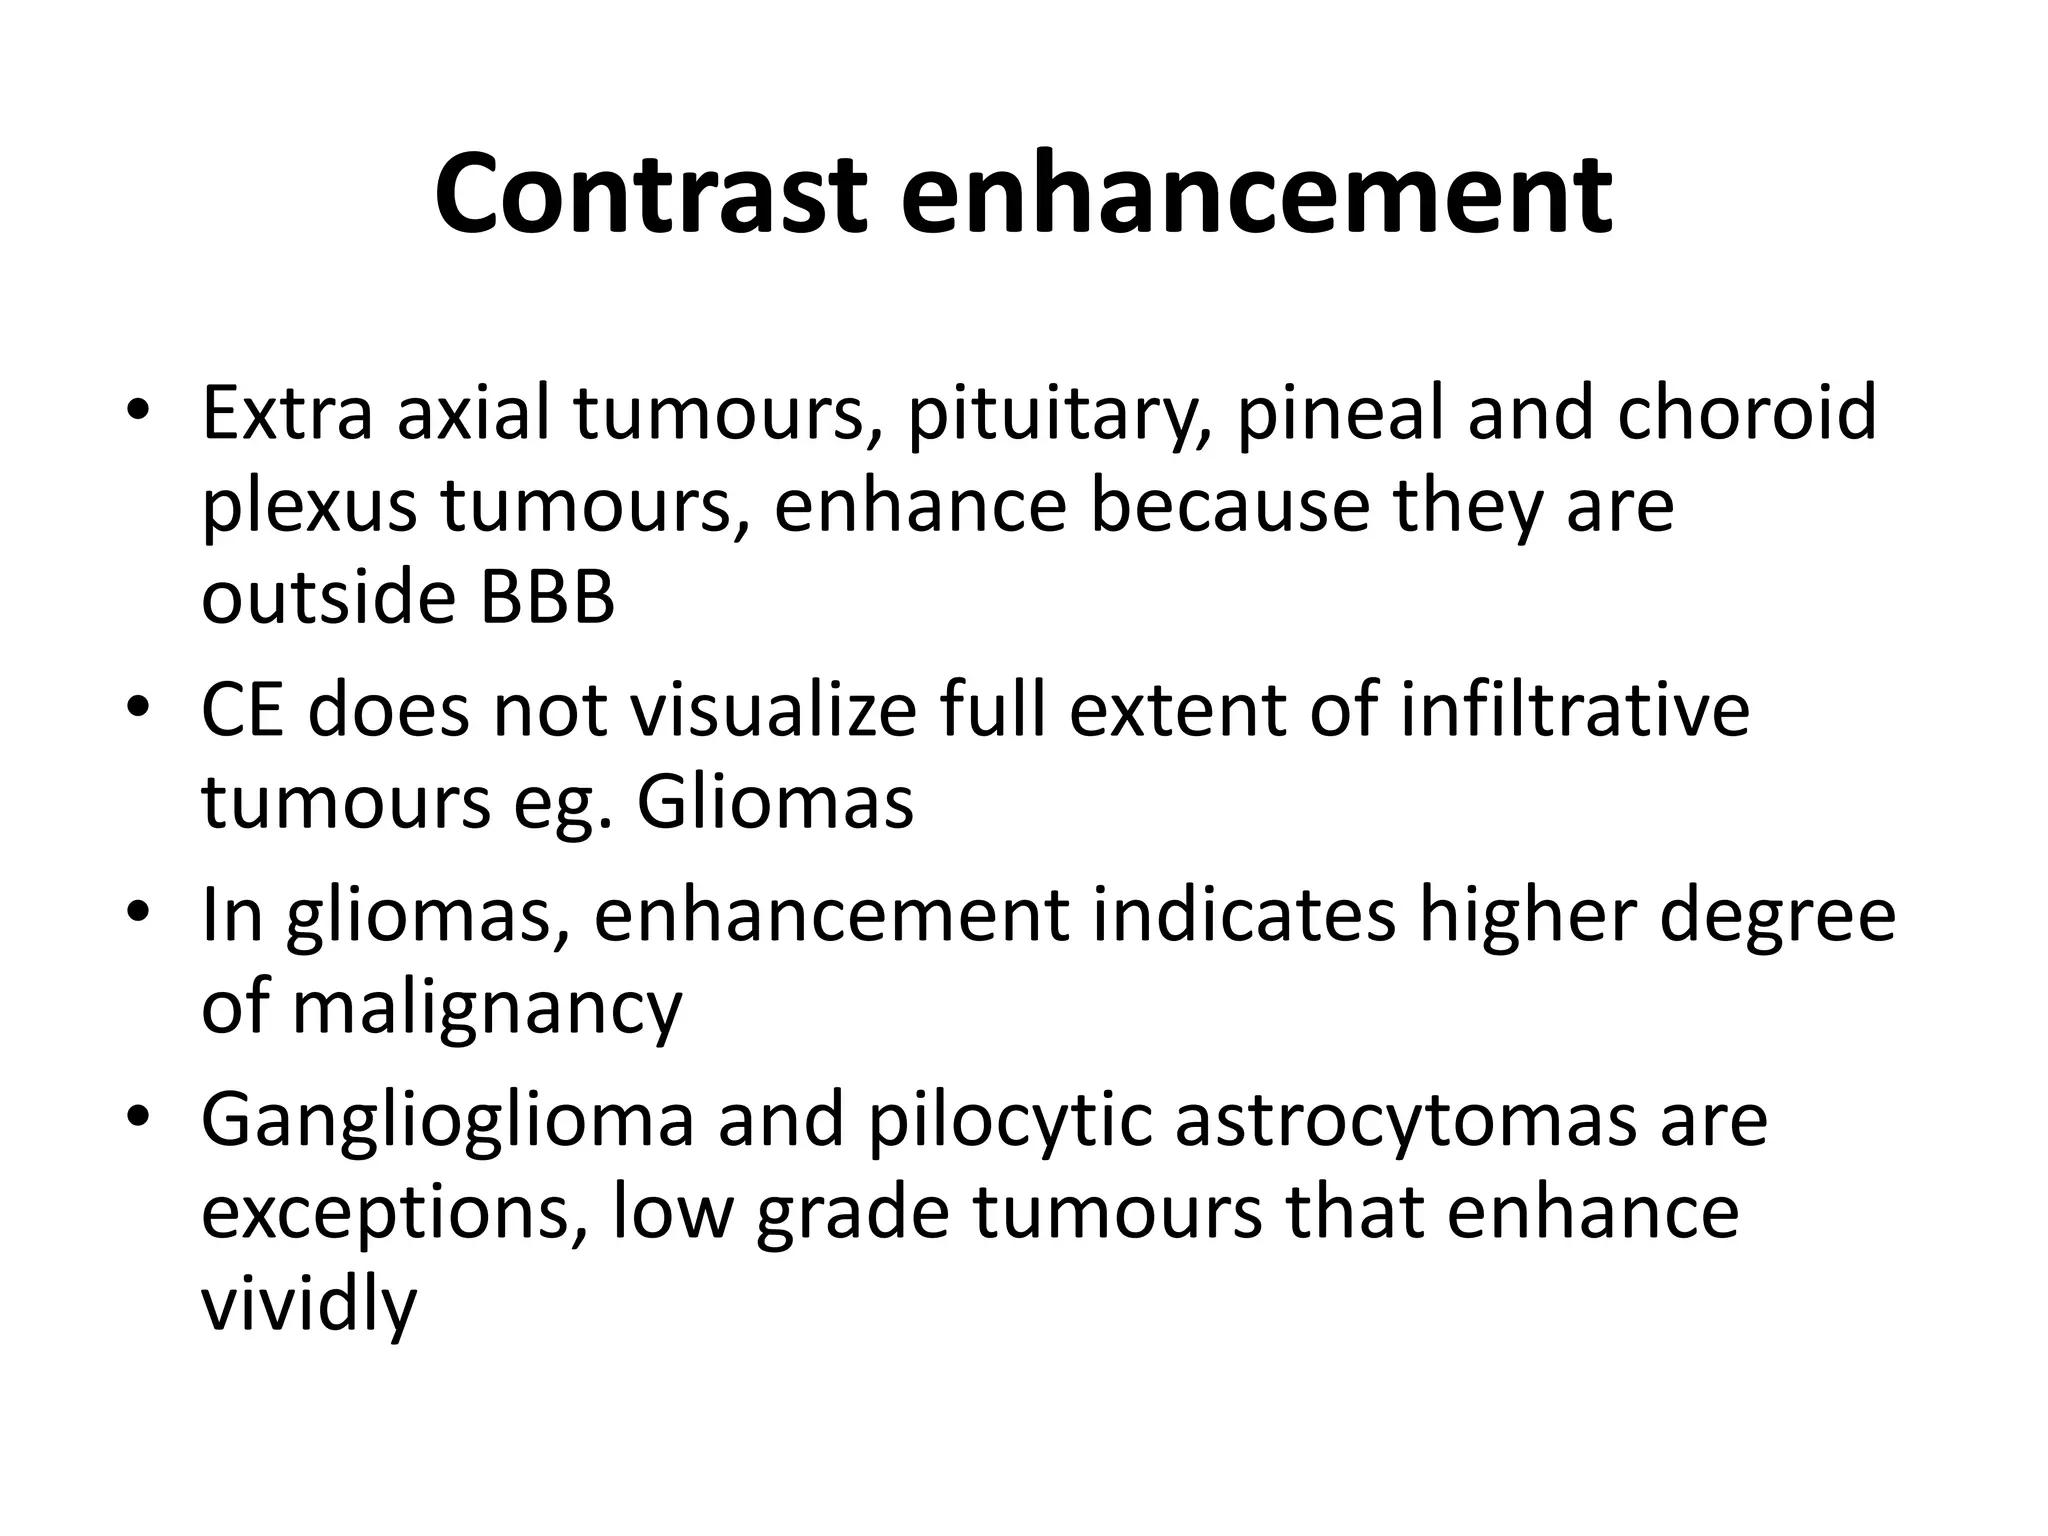 Contrast enhancement
• Extra axial tumours, pituitary, pineal and choroid
plexus tumours, enhance because they are
outside BBB
• CE does not visualize full extent of infiltrative
tumours eg. Gliomas
• In gliomas, enhancement indicates higher degree
of malignancy
• Ganglioglioma and pilocytic astrocytomas are
exceptions, low grade tumours that enhance
vividly